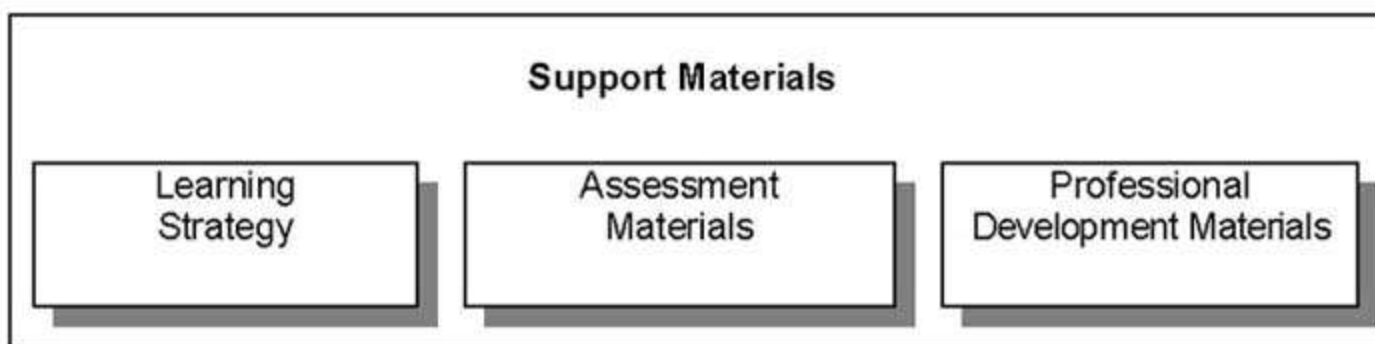 Support Materials
Learning
Strategy
Assessment
Materials
Professional
Development Materials